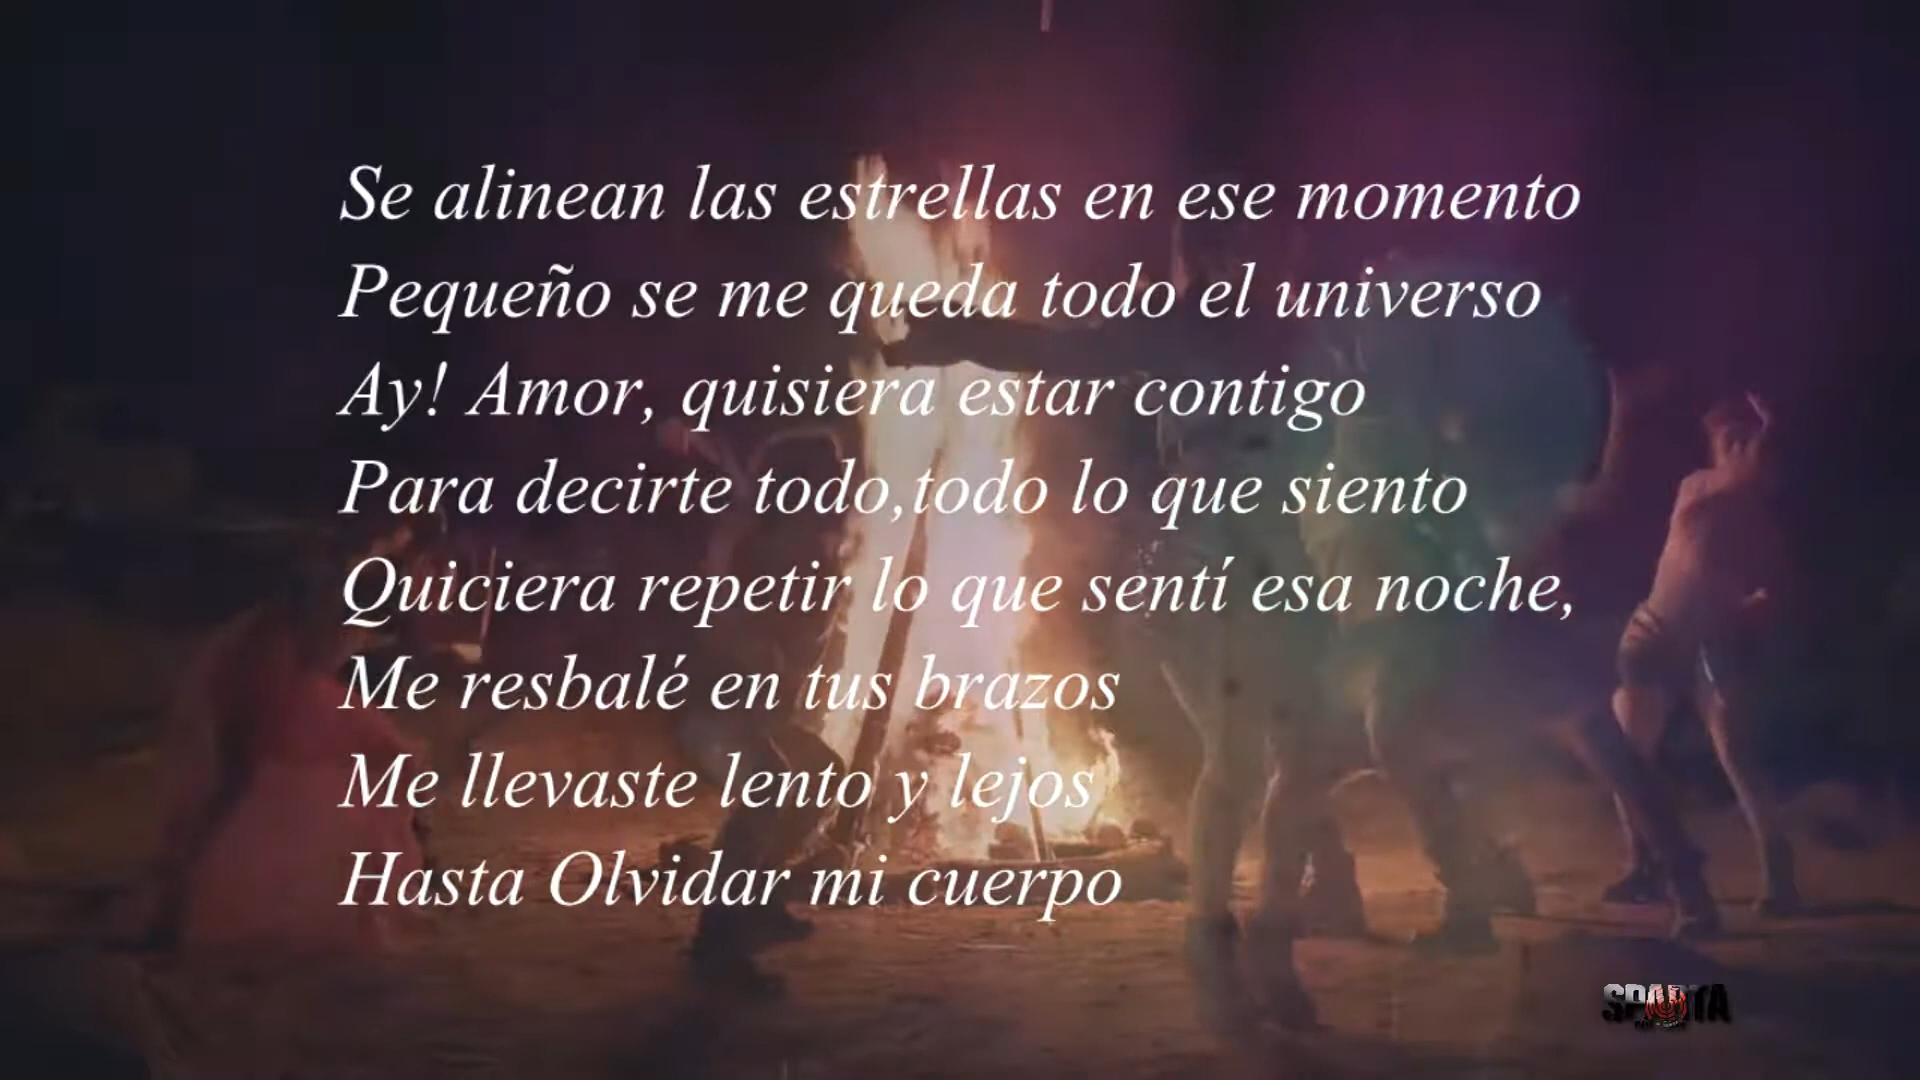 Se alinean las estrellas en ese momento
Pequeño se me queda todo el universo
Ay! Amor, quisiera estar contigo
Para decirte todo,todo lo que siento
Quiciera repetir lo que sentí esa noche,
Me resbalé en tus brazos
Me llevaste lento y lejos
Hasta Olvidar mi cuerpo
SPARTA